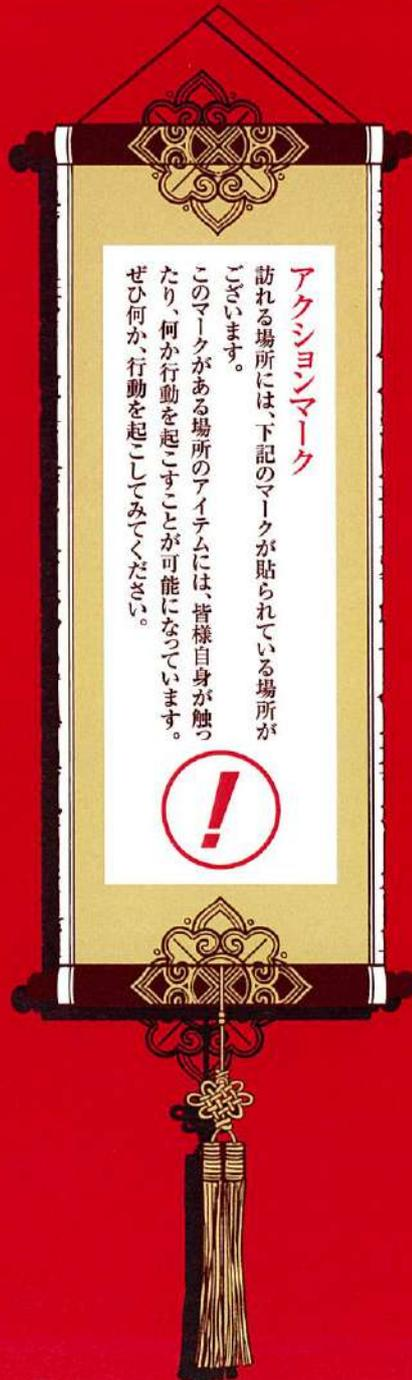 アクションマーク
訪れる場所には、下記のマークが貼られている場所が
ございます。
このマークがある場所のアイテムには、皆様自身が触っ
たり、何か行動を起こすことが可能になっています。
ぜひ何か、行動を起こしてみてください。
!